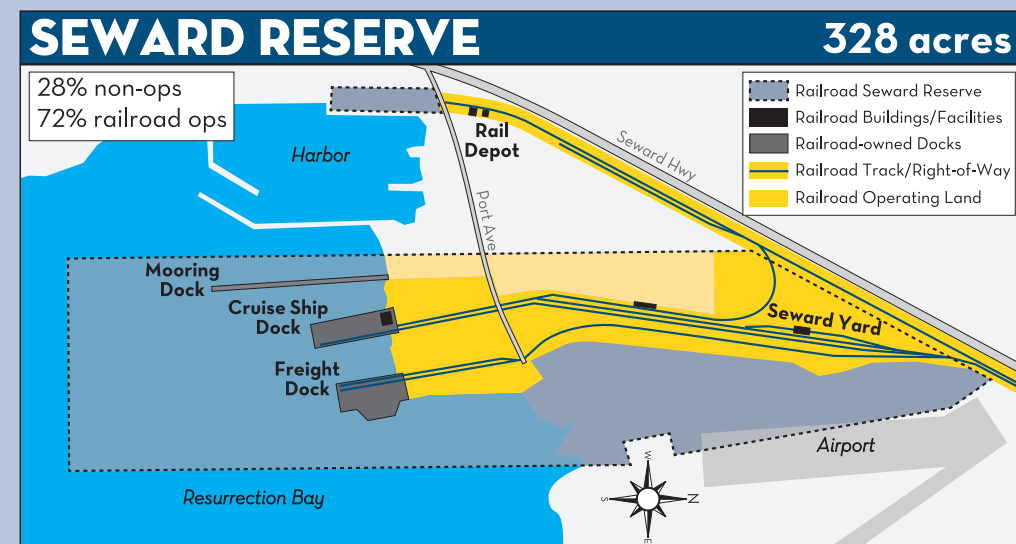 SEWARD RESERVE
328 acres
28% non-ops
72% railroad ops
Railroad Seward Reserve
Railroad Buildings/Facilities
Railroad-owned Docks
Railroad Track/Right-of-Way
Railroad Operating Land
Harbor
Rail
Depot
Seward Hwy
Port Ave
Mooring
Dock
Cruise Ship
Dock
Seward Yard
Freight
Dock
Airport
Resurrection Bay
W
S
N
E